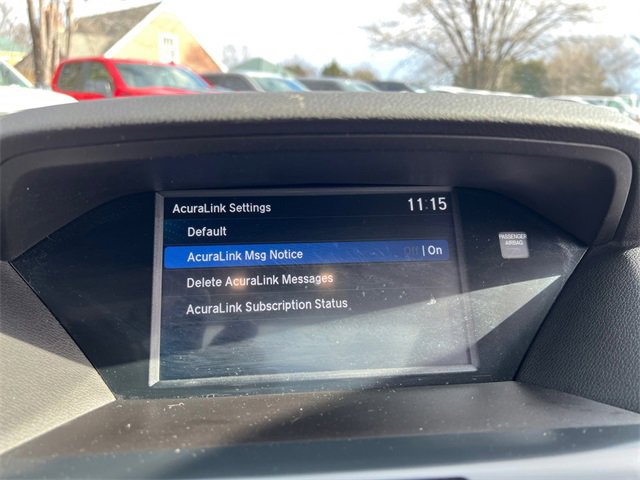 AcuraLink Settings 11:15
Default
AcuraLink Msg Notice Off | On
Delete AcuraLink Messages
AcuraLink Subscription Status
PASSENGER
AIRBAG